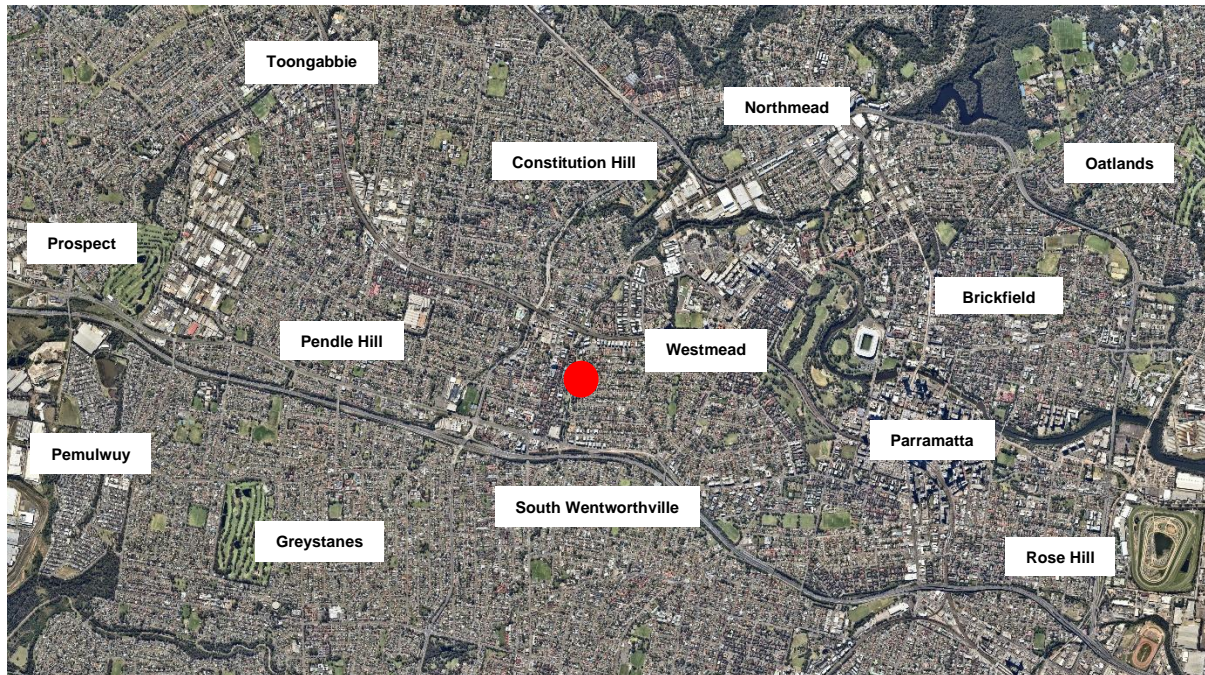 Toongabbie
Northmead
Constitution Hill
Oatlands
Prospect
Brickfield
Pendle Hill
Westmead
Parramatta
Pemulwuy
South Wentworthville
Greystanes
Rose Hill